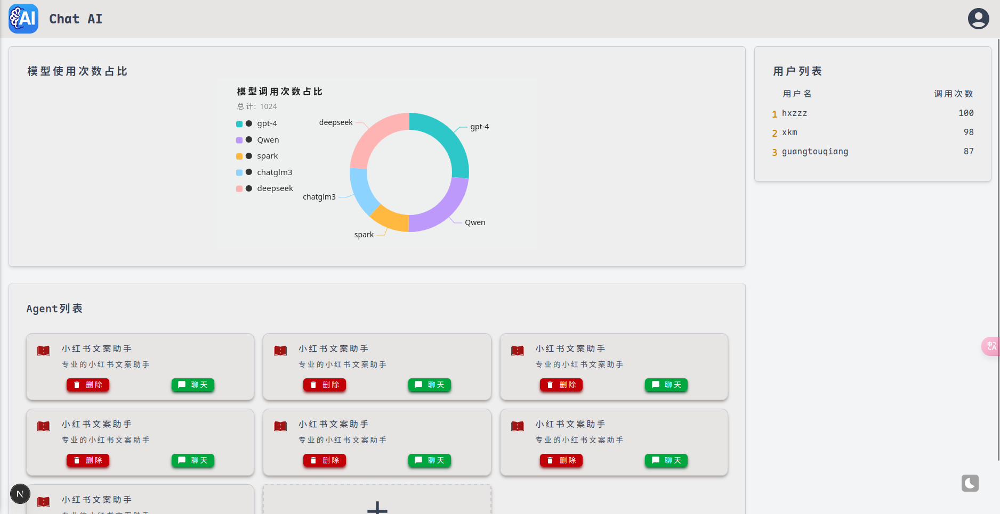 AI Chat AI
模型使用次数占比
模型调用次数占比
总计: 1024
gpt-4
Qwen
spark
chatglm3
deepseek
deepseek
gpt-4
chatglm3
Qwen
spark
用户列表
用户名 调用次数
1 hxzzz 100
2 xkm 98
3 guangtouqiang 87
Agent列表
小红书文案助手
专业的小红书文案助手
删除 聊天
小红书文案助手
专业的小红书文案助手
删除 聊天
小红书文案助手
专业的小红书文案助手
删除 聊天
小红书文案助手
专业的小红书文案助手
删除 聊天
小红书文案助手
专业的小红书文案助手
删除 聊天
小红书文案助手
专业的小红书文案助手
删除 聊天
小红书文案助手
N
中A